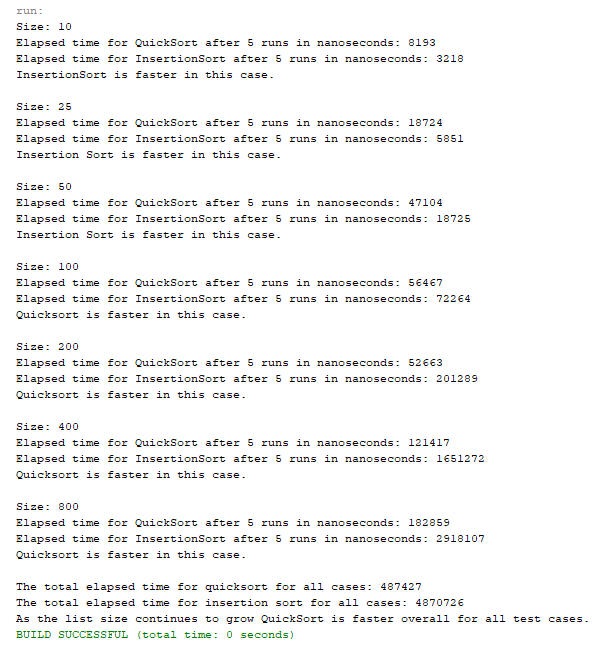 run:
Size: 10
Elapsed time for QuickSort after 5 runs in nanoseconds: 8193
Elapsed time for InsertionSort after 5 runs in nanoseconds: 3218
InsertionSort is faster in this case.
Size: 25
Elapsed time for QuickSort after 5 runs in nanoseconds: 18724
Elapsed time for InsertionSort after 5 runs in nanoseconds: 5851
Insertion Sort is faster in this case.
Size: 50
Elapsed time for QuickSort after 5 runs in nanoseconds: 47104
Elapsed time for InsertionSort after 5 runs in nanoseconds: 18725
Insertion Sort is faster in this case.
Size: 100
Elapsed time for QuickSort after 5 runs in nanoseconds: 56467
Elapsed time for InsertionSort after 5 runs in nanoseconds: 72264
Quicksort is faster in this case.
Size: 200
Elapsed time for QuickSort after 5 runs in nanoseconds: 52663
Elapsed time for InsertionSort after 5 runs in nanoseconds: 201289
Quicksort is faster in this case.
Size: 400
Elapsed time for QuickSort after 5 runs in nanoseconds: 121417
Elapsed time for InsertionSort after 5 runs in nanoseconds: 1651272
Quicksort is faster in this case.
Size: 800
Elapsed time for QuickSort after 5 runs in nanoseconds: 182859
Elapsed time for InsertionSort after 5 runs in nanoseconds: 2918107
Quicksort is faster in this case.
The total elapsed time for quicksort for all cases: 487427
The total elapsed time for insertion sort for all cases: 4870726
As the list size continues to grow QuickSort is faster overall for all test cases.
BUILD SUCCESSFUL (total time: 0 seconds)